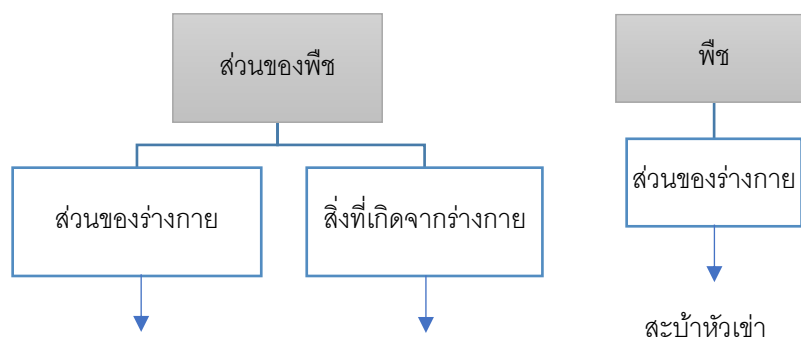 ส่วนของพืช
พืช
ส่วนของร่างกาย
สิ่งที่เกิดจากร่างกาย
ส่วนของร่างกาย
สะบ้าหัวเข่า